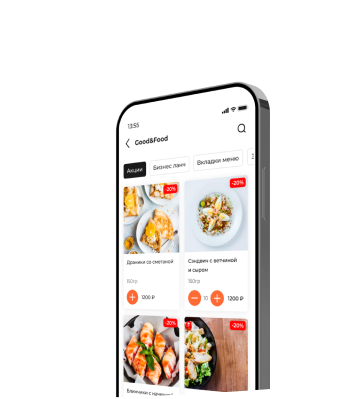 13:55
Good&Food
Акции Бизнес ланч Вкладки меню
-20% -20%
Драники со сметаной
Сэндвич с ветчиной
и сыром
150гр 150гр
1200 ₽ 10 1200 ₽
-20% -20%
Блинчики с